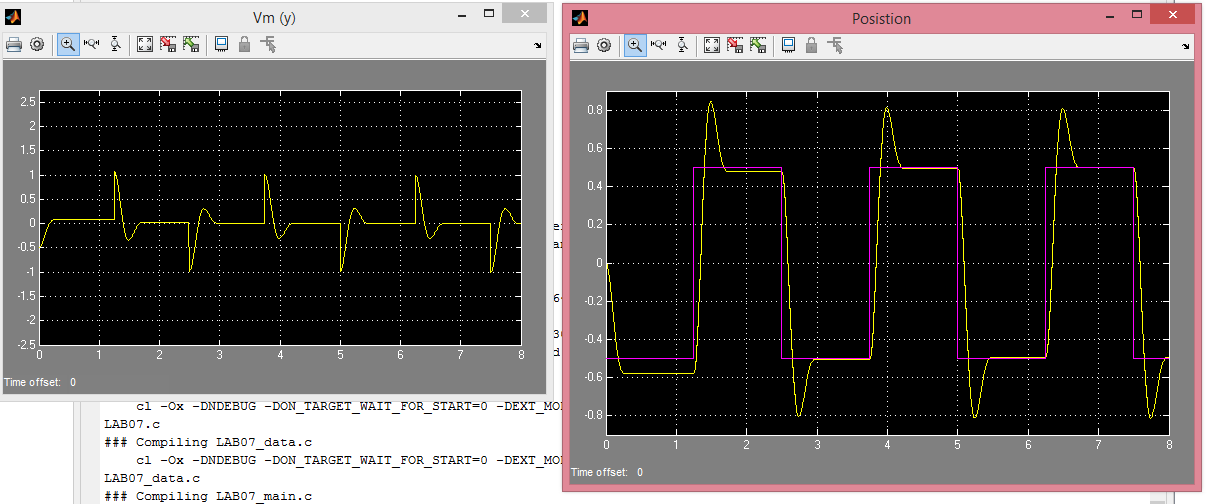 Vm (y)
2.5
2
1.5
1
0.5
0
-0.5
-1
-1.5
-2
-2.5
0 1 2 3 4 5 6 7 8
Time offset: 0
Posistion
0.8
0.6
0.4
0.2
0
-0.2
-0.4
-0.6
-0.8
0 1 2 3 4 5 6 7 8
Time offset: 0
cl -Ox -DNDEBUG -DON_TARGET_WAIT_FOR_START=0 -DEXT_MO
LAB07.c
### Compiling LAB07_data.c
cl -Ox -DNDEBUG -DON_TARGET_WAIT_FOR_START=0 -DEXT_MO
LAB07_data.c
### Compiling LAB07_main.c